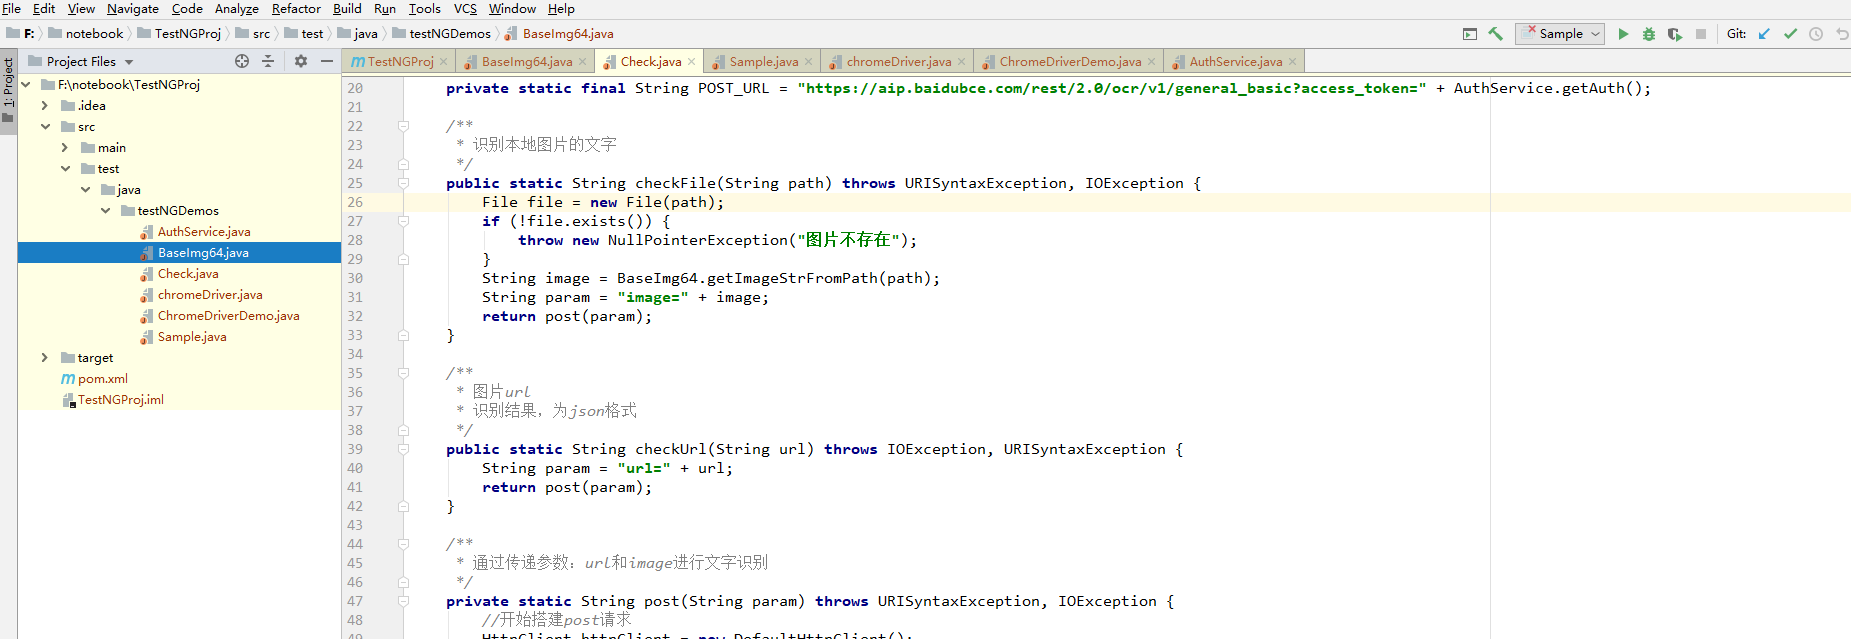 File Edit View Navigate Code Analyze Refactor Build Run Tools VCS Window Help
F: notebook TestNGProj src test java testNGDemos BaseImg64.java Sample Git:
1: Project
Project Files
TestNGProj BaseImg64.java Check.java Sample.java chromeDriver.java ChromeDriverDemo.java AuthService.java
F:\notebook\TestNGProj
.idea
src
main
test
java
testNGDemos
AuthService.java
BaseImg64.java
Check.java
chromeDriver.java
ChromeDriverDemo.java
Sample.java
target
pom.xml
TestNGProj.iml
20 private static final String POST_URL = "https://aip.baidubce.com/rest/2.0/ocr/v1/general_basic?access_token=" + AuthService.getAuth();
21
22 /**
23 * 识别本地图片的文字
24 */
25 public static String checkFile(String path) throws URISyntaxException, IOException {
26 File file = new File(path);
27 if (!file.exists()) {
28 throw new NullPointerException("图片不存在");
29 }
30 String image = BaseImg64.getImageStrFromPath(path);
31 String param = "image=" + image;
32 return post(param);
33 }
34
35 /**
36 * 图片url
37 * 识别结果，为json格式
38 */
39 public static String checkUrl(String url) throws IOException, URISyntaxException {
40 String param = "url=" + url;
41 return post(param);
42 }
43
44 /**
45 * 通过传递参数：url和image进行文字识别
46 */
47 private static String post(String param) throws URISyntaxException, IOException {
48 //开始搭建post请求
49 HttpClient httpClient = new DefaultHttpClient();